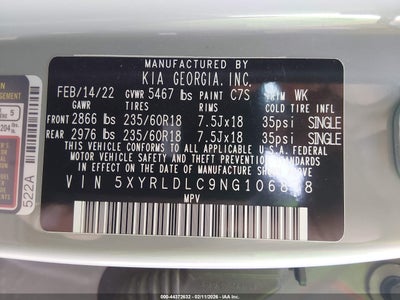 MANUFACTURED BY
KIA GEORGIA, INC.
FEB/14/22 GVWR 5467 lbs PAINT C7S TRIM WK
GAWR TIRE RIMS COLD TIRE INFL
FRONT 2866 lbs 235/60R18 7.5Jx18 35psi SINGLE
REAR 2976 lbs 235/60R18 7.5Jx18 35psi SINGLE
THIS VEHICLE CONFORMS TO ALL APPLICABLE U.S.A. FEDERAL
MOTOR VEHICLE SAFETY, BUMPER, AND THEFT PREVENTION
STANDARDS IN EFFECT ON THE DATE OF MANUFACTURE
SHOWN ABOVE
VIN
MPV
522A
000-44372632 - 02/11/2026 - IAA, Inc.